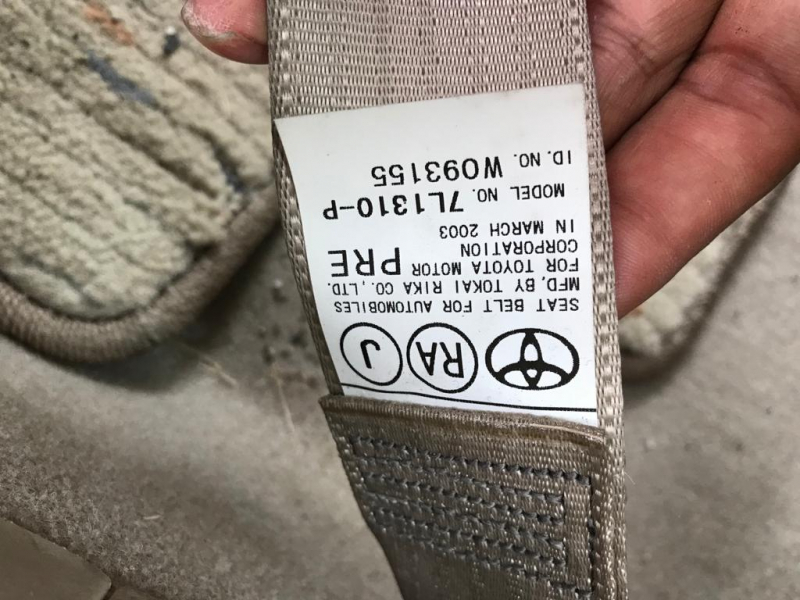 RA J
SEAT BELT FOR AUTOMOBILES
MFD, BY TOKAI RIKA CO., LTD.
FOR TOYOTA MOTOR
CORPORATION PRE
IN MARCH 2003
MODEL NO. 7L1310-P
ID. NO. W093155